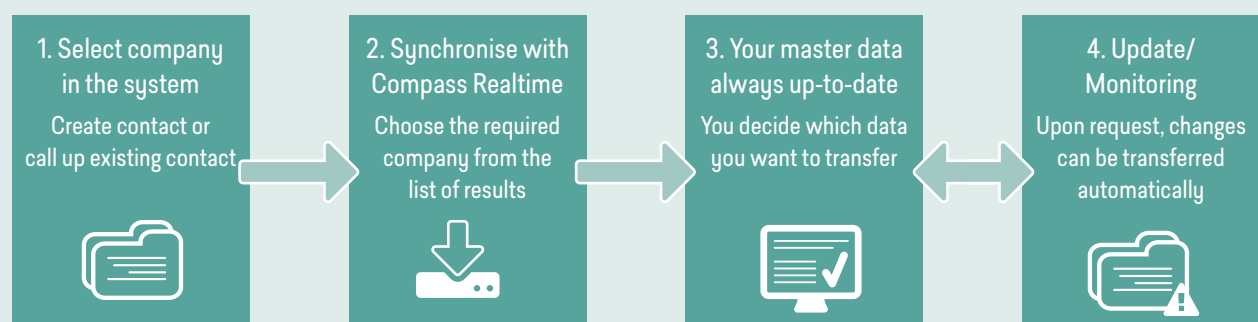 1. Select company
in the system
Create contact or
call up existing contact
2. Synchronise with
Compass Realtime
Choose the required
company from the
list of results
3. Your master data
always up-to-date
You decide which data
you want to transfer
4. Update/
Monitoring
Upon request, changes
can be transferred
automatically